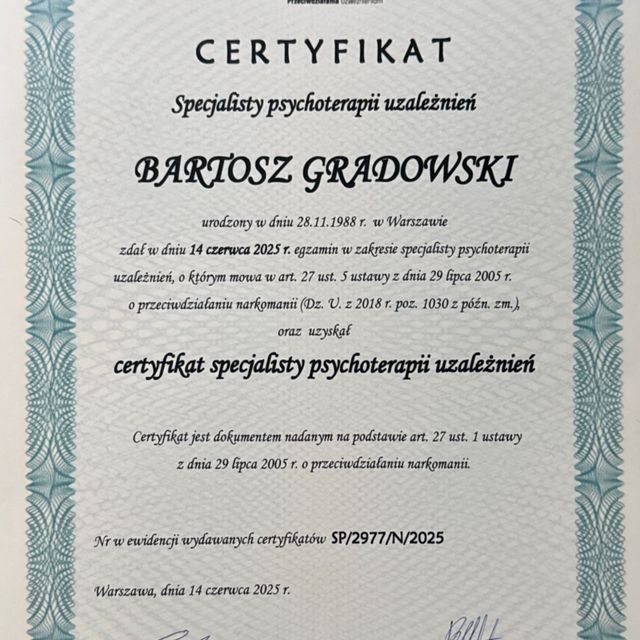 Przeciwdziałania Uzależnieniom
CERTYFIKAT
Specjalisty psychoterapii uzależnień
BARTOSZ GRADOWSKI
urodzony w dniu 28.11.1988 r. w Warszawie
zdał w dniu 14 czerwca 2025 r. egzamin w zakresie specjalisty psychoterapii
uzależnień, o którym mowa w art. 27 ust. 5 ustawy z dnia 29 lipca 2005 r.
o przeciwdziałaniu narkomanii (Dz. U. z 2018 r. poz. 1030 z późn. zm.),
oraz uzyskał
certyfikat specjalisty psychoterapii uzależnień
Certyfikat jest dokumentem nadanym na podstawie art. 27 ust. 1 ustawy
z dnia 29 lipca 2005 r. o przeciwdziałaniu narkomanii.
Nr w ewidencji wydawanych certyfikatów SP/2977/N/2025
Warszawa, dnia 14 czerwca 2025 r.